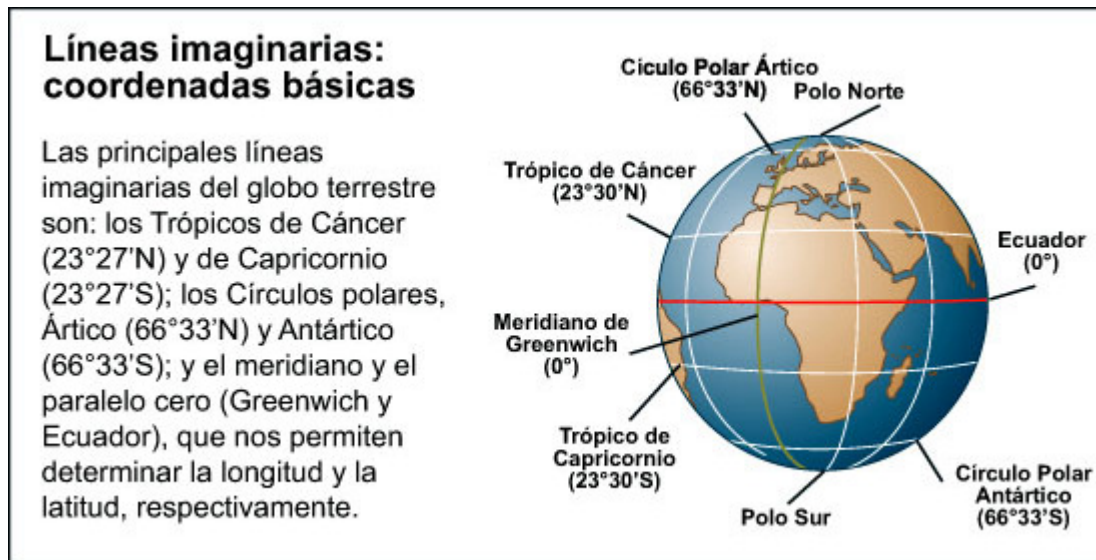 Líneas imaginarias:
coordenadas básicas
Las principales líneas
imaginarias del globo terrestre
son: los Trópicos de Cáncer
(23°27’N) y de Capricornio
(23°27’S); los Círculos polares,
Ártico (66°33’N) y Antártico
(66°33’S); y el meridiano y el
paralelo cero (Greenwich y
Ecuador), que nos permiten
determinar la longitud y la
latitud, respectivamente.
Cículo Polar Ártico
(66°33’N)
Polo Norte
Trópico de Cáncer
(23°30’N)
Ecuador
(0°)
Meridiano de
Greenwich
(0°)
Trópico de
Capricornio
(23°30’S)
Círculo Polar
Antártico
(66°33’S)
Polo Sur